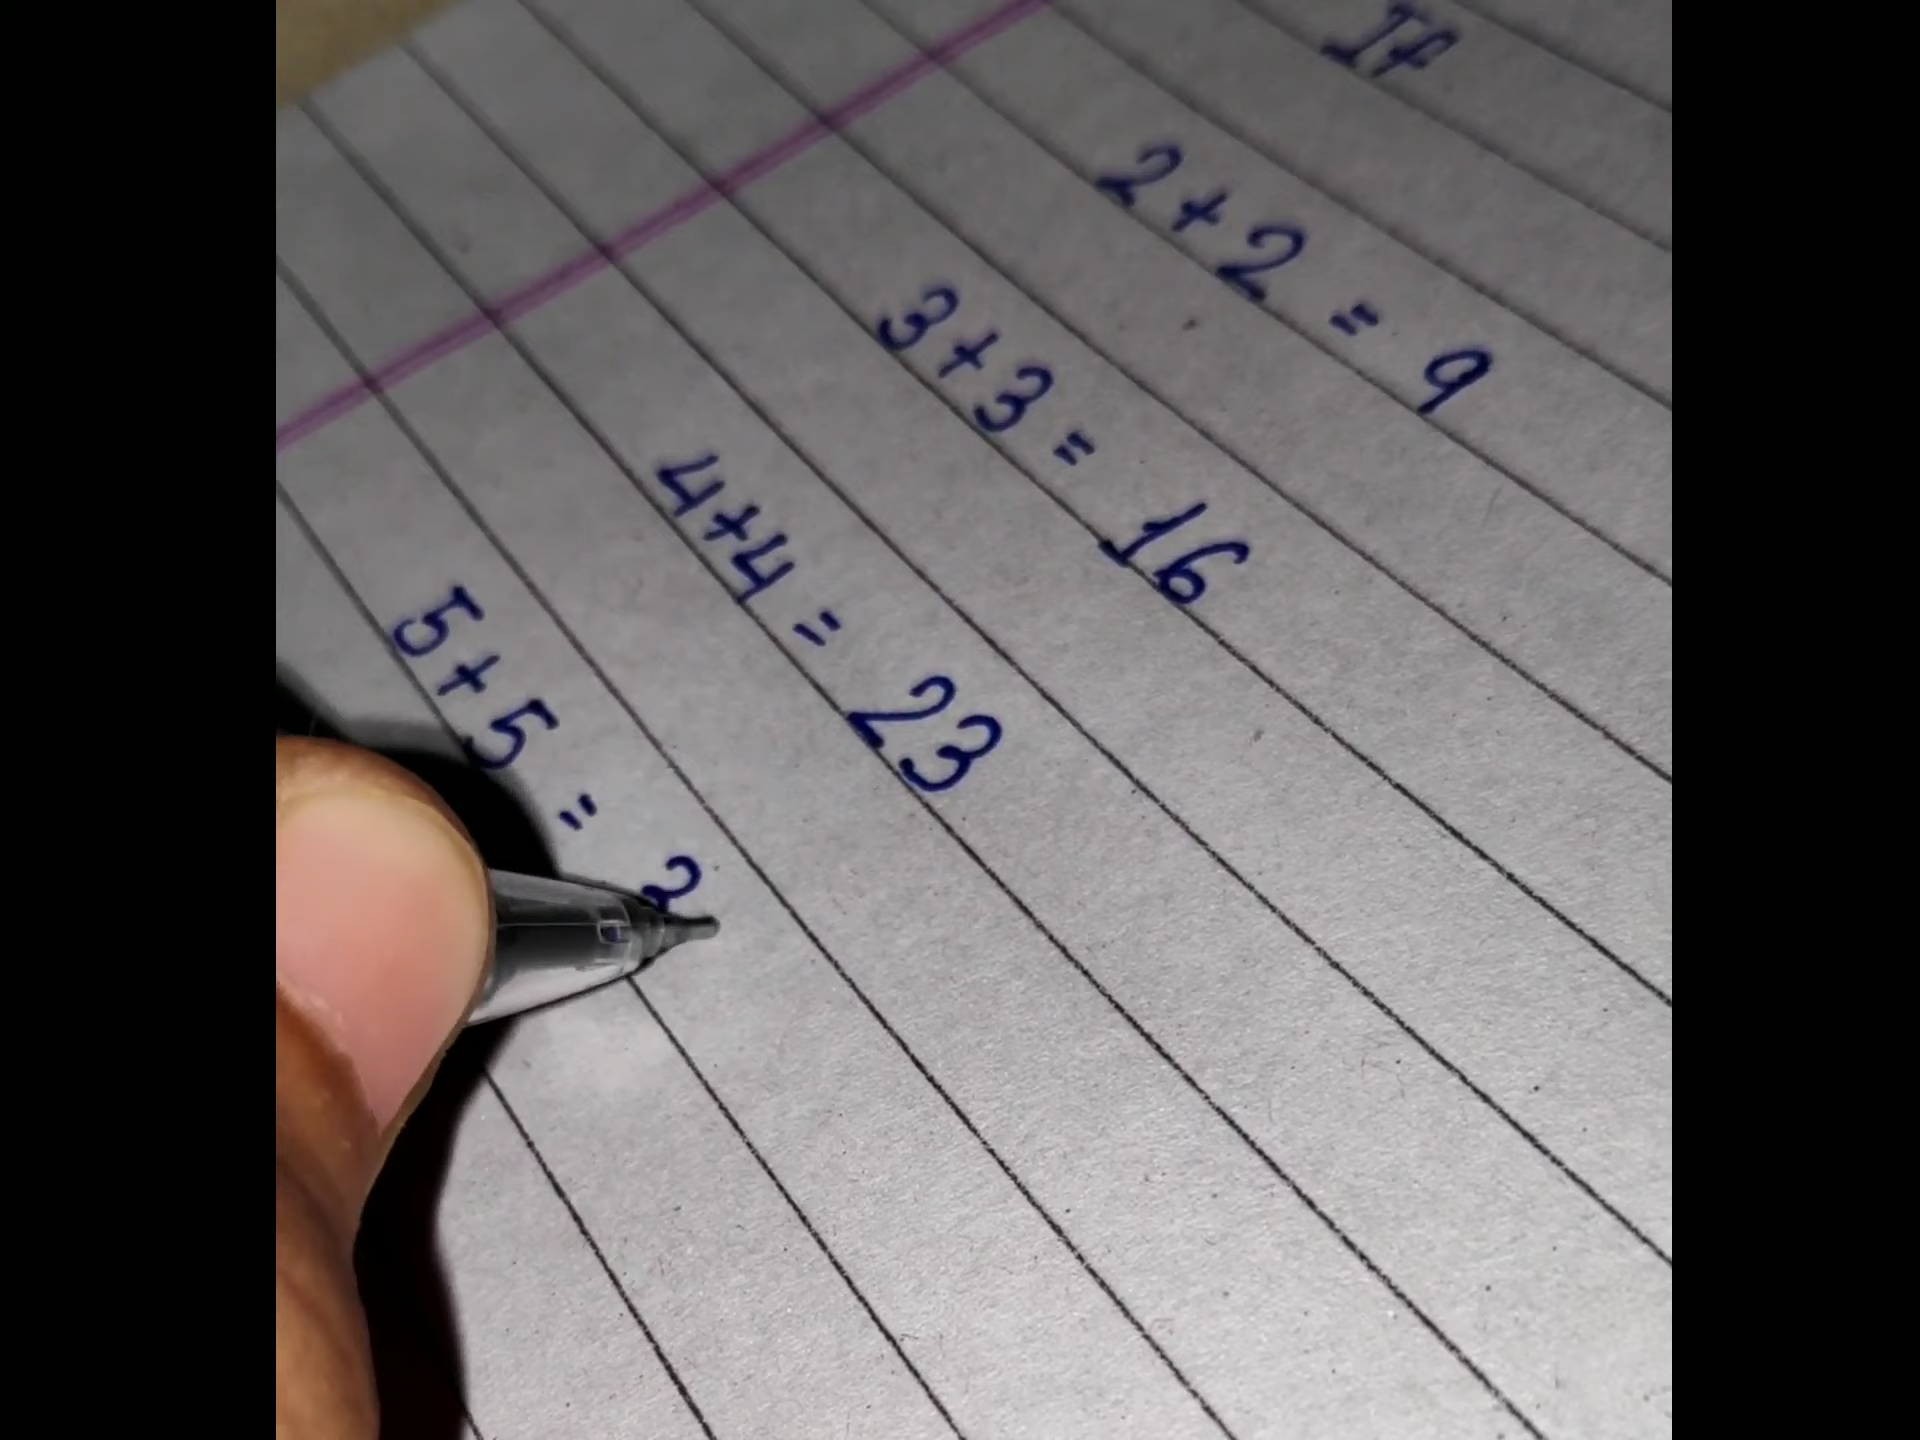 If
2 + 2 = 9
3 + 3 = 16
4 + 4 = 23
5 + 5 = 2